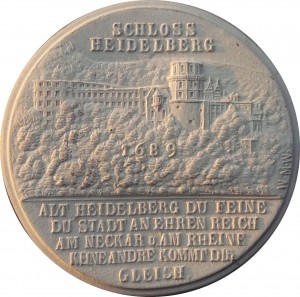 SCHLOSS
HEIDELBERG
1689
ALT HEIDELBERG DU FEINE
DU STADT AN EHREN REICH
AM NECKAR O AM RHEINE
KEINE ANDRE KOMMT DIR
GLEICH.